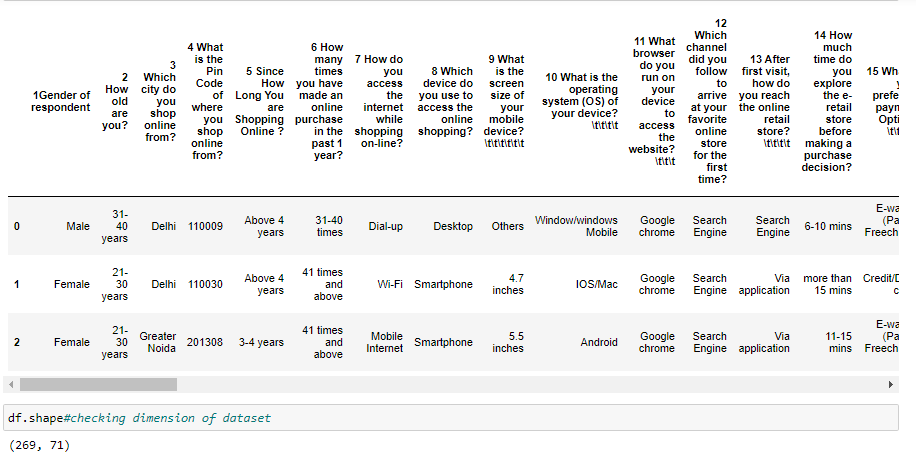 1Gender of
respondent
2
How
old
are
you?
3
Which
city do
you
shop
online
from?
4 What
is the
Pin
Code
of
where
you
shop
online
from?
5 Since
How
Long You
are
Shopping
Online ?
6 How
many
times
you have
made an
online
purchase
in the
past 1
year?
7 How do
you
access
the
internet
while
shopping
on-line?
8 Which
device do
you use to
access the
online
shopping?
9 What
is the
screen
size of
your
mobile
device?
\t\t\t\t\t\t
10 What is the
operating
system (OS) of
your device?
\t\t\t\t
11 What
browser
do you
run on
your
device
to
access
the
website?
\t\t\t
12
Which
channel
did you
follow
to
arrive
at your
favorite
online
store
for the
first
time?
13 After
first visit,
how do
you reach
the online
retail
store?
\t\t\t\t
14 How
much
time do
you
explore
the e-
retail
store
before
making a
purchase
decision?
15 Wh
prefe
payn
Opti
0
Male
31-
40
years
Delhi
110009
Above 4
years
31-40
times
Dial-up
Desktop
Others
Window/windows
Mobile
Google
chrome
Search
Engine
Search
Engine
6-10 mins
E-wa
(Pa
Freech
1
Female
21-
30
years
Delhi
110030
Above 4
years
41 times
and
above
Wi-Fi
Smartphone
4.7
inches
IOS/Mac
Google
chrome
Search
Engine
Via
application
more than
15 mins
Credit/D
c
2
Female
21-
30
years
Greater
Noida
201308
3-4 years
41 times
and
above
Mobile
Internet
Smartphone
5.5
inches
Android
Google
chrome
Search
Engine
Via
application
11-15
mins
E-wa
(Pa
Freech
df.shape#checking dimension of dataset
(269, 71)